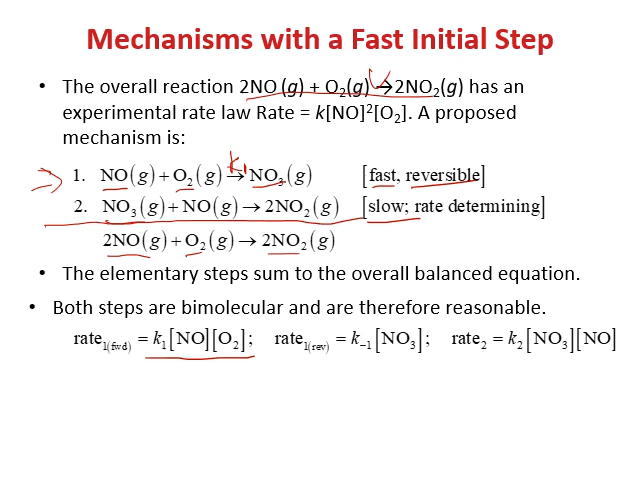 Mechanisms with a Fast Initial Step
• The overall reaction 2NO (g) + O₂(g) → 2NO₂(g) has an
experimental rate law Rate = k[NO]²[O₂]. A proposed
mechanism is:
k₁
1. NO(g) + O₂(g) → NO₃(g) [fast, reversible]
2. NO₃(g) + NO(g) → 2NO₂(g) [slow; rate determining]
2NO(g) + O₂(g) → 2NO₂(g)
• The elementary steps sum to the overall balanced equation.
• Both steps are bimolecular and are therefore reasonable.
rate₁(fwd) = k₁[NO][O₂]; rate₁(rev) = k₋₁[NO₃]; rate₂ = k₂[NO₃][NO]